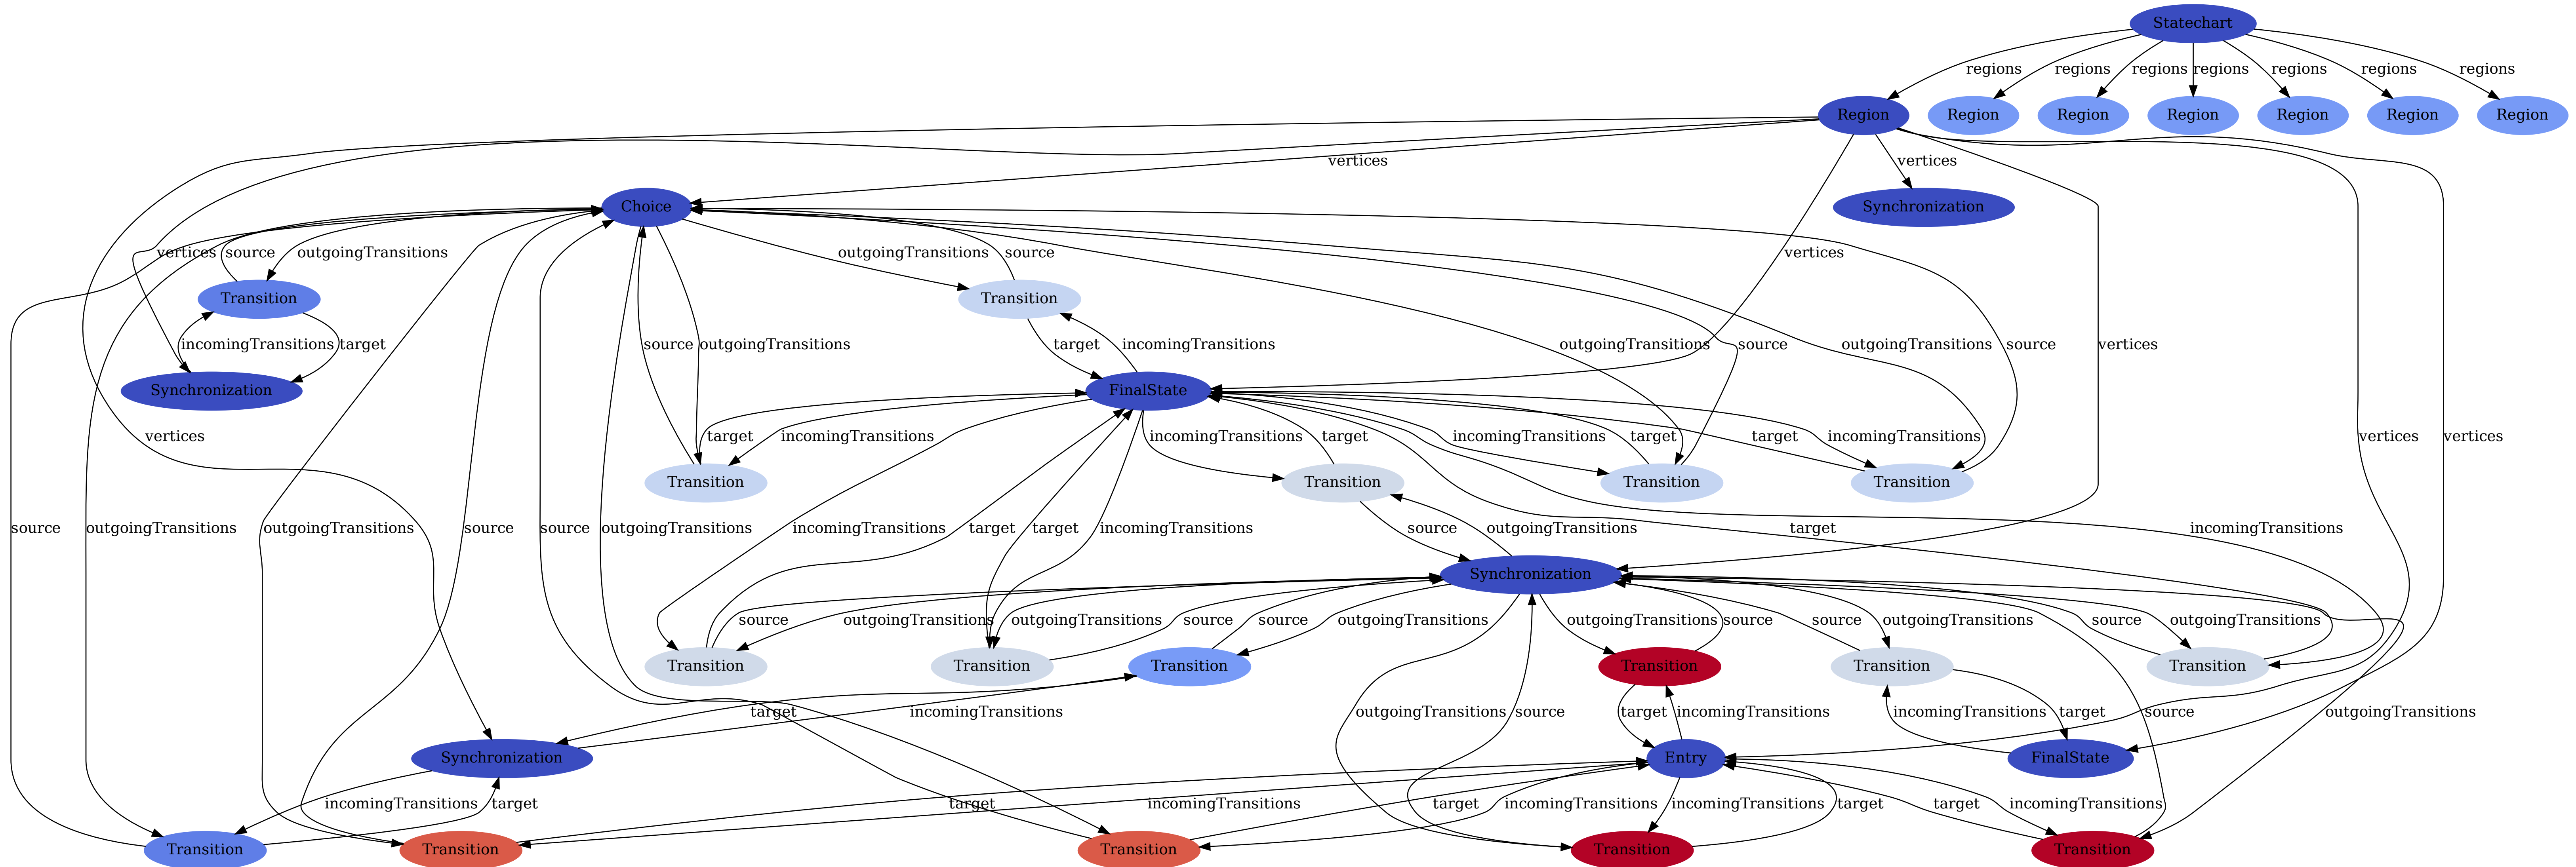 Statechart
regions regions regions regions regions regions regions
Region Region Region Region Region Region Region
vertices vertices
Choice Synchronization
vertices source outgoingTransitions outgoingTransitions source vertices
Transition Transition
incomingTransitions target source outgoingTransitions target incomingTransitions outgoingTransitions source outgoingTransitions source vertices
Synchronization FinalState
vertices target incomingTransitions incomingTransitions target incomingTransitions target target incomingTransitions vertices vertices
Transition Transition Transition Transition
source outgoingTransitions outgoingTransitions source source outgoingTransitions incomingTransitions target target incomingTransitions source outgoingTransitions target incomingTransitions
Synchronization
source outgoingTransitions outgoingTransitions source source outgoingTransitions outgoingTransitions source source outgoingTransitions source outgoingTransitions
Transition Transition Transition Transition Transition Transition
target incomingTransitions outgoingTransitions source target incomingTransitions incomingTransitions target source outgoingTransitions
Synchronization Entry FinalState
incomingTransitions target target incomingTransitions target incomingTransitions incomingTransitions target target incomingTransitions
Transition Transition Transition Transition Transition